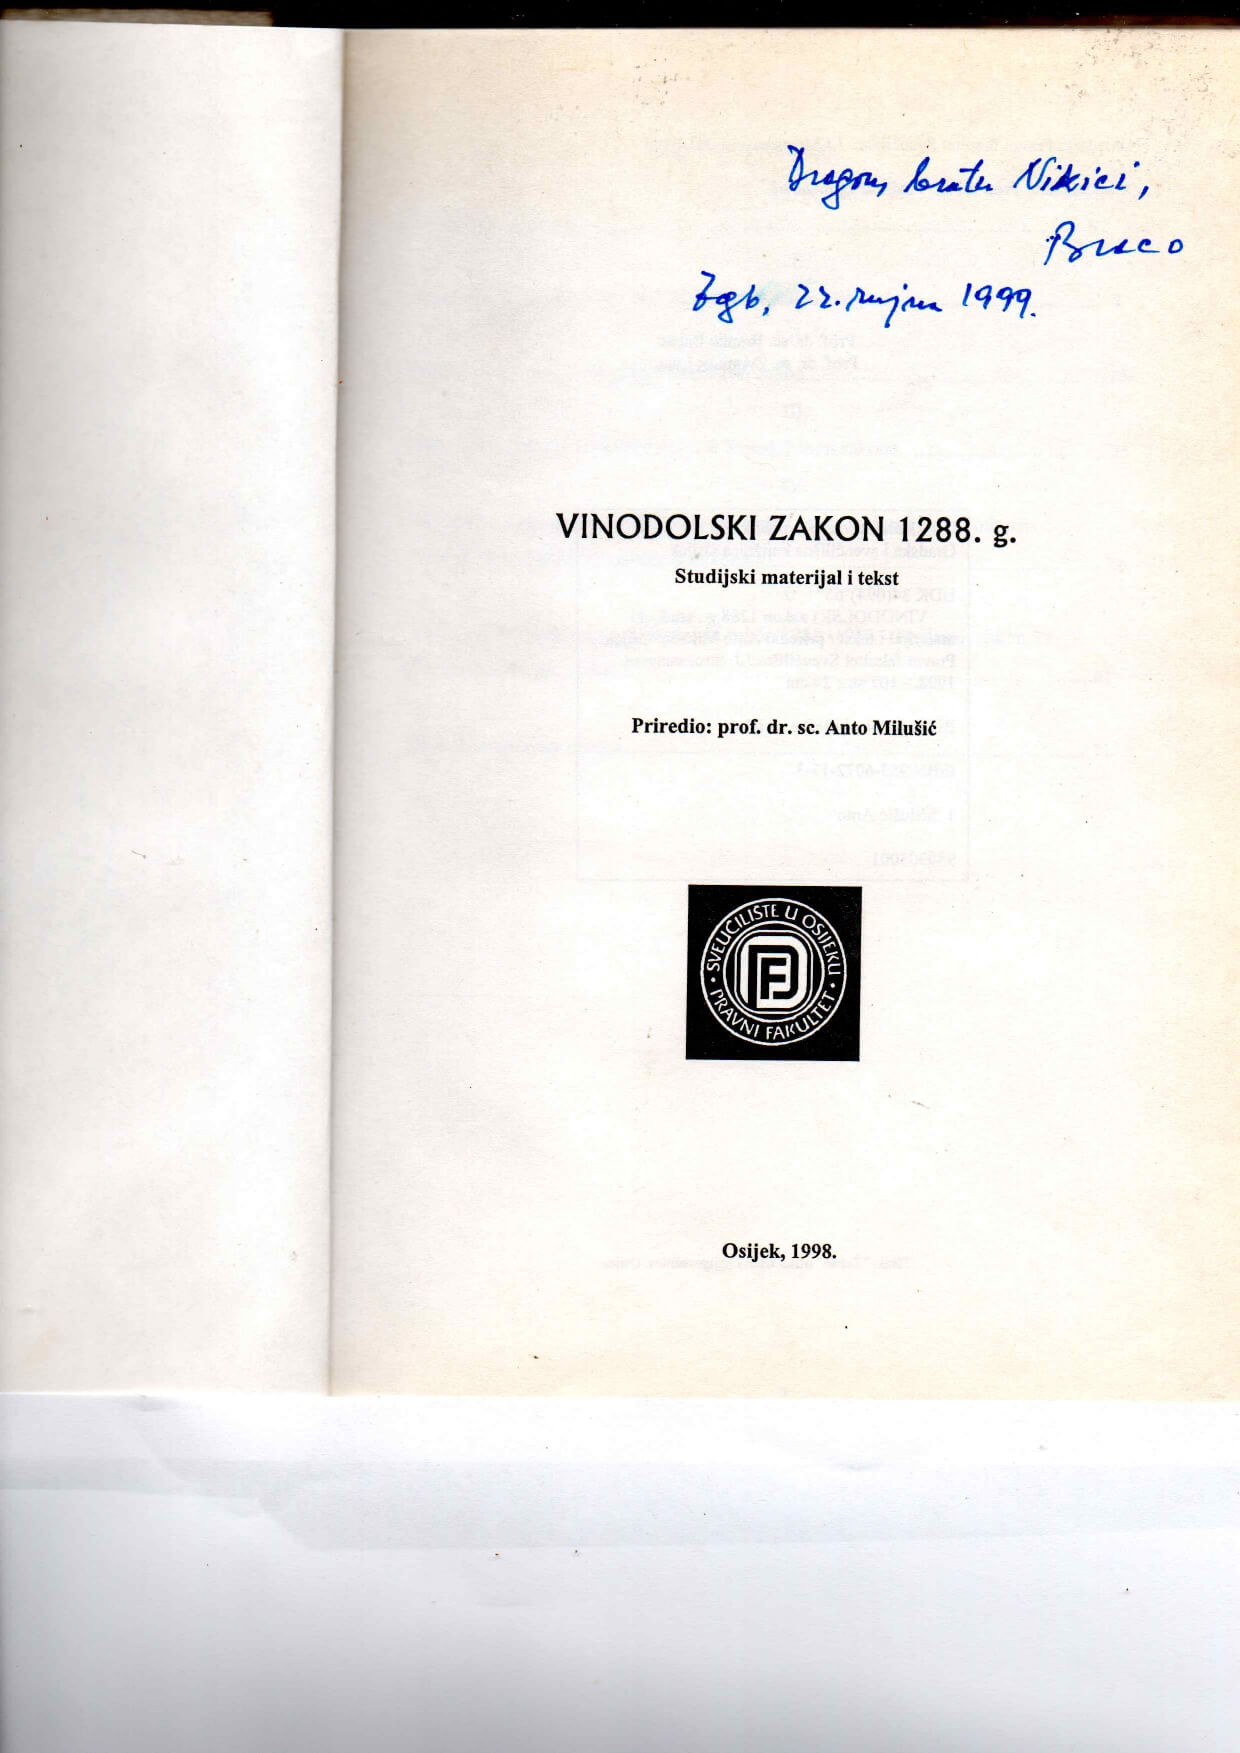 Dragom bratu Nikici,
Braco
Zgb, 22. rujna 1999.
VINODOLSKI ZAKON 1288. g.
Studijski materijal i tekst
Priredio: prof. dr. sc. Anto Milušić
SVEUČILIŠTE U OSIJEKU
PF
PRAVNI FAKULTET
Osijek, 1998.